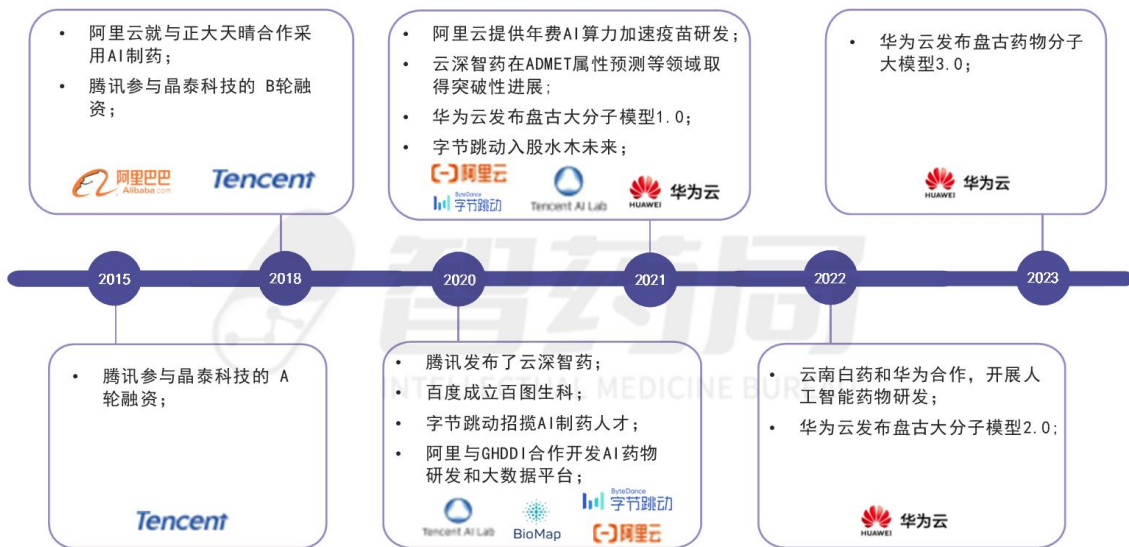 阿里云就与正大天晴合作采
用AI制药；
腾讯参与晶泰科技的 B轮融
资；
阿里巴巴
Alibaba.com
Tencent
阿里云提供年费AI算力加速疫苗研发；
云深智药在ADMET属性预测等领域取
得突破性进展；
华为云发布盘古大分子模型1.0；
字节跳动入股水木未来；
阿里云
ByteDance
字节跳动
Tencent AI Lab
HUAWEI
华为云
华为云发布盘古药物分子
大模型3.0；
HUAWEI
华为云
2015
2018
2020
2021
2022
2023
智药局
INTELLECTUAL MEDICINE BUREAU
腾讯参与晶泰科技的 A
轮融资；
Tencent
腾讯发布了云深智药；
百度成立百图生科；
字节跳动招揽AI制药人才；
阿里与GHDDI合作开发AI药物
研发和大数据平台；
Tencent AI Lab
BioMap
ByteDance
字节跳动
阿里云
云南白药和华为合作，开展人
工智能药物研发；
华为云发布盘古大分子模型2.0；
HUAWEI
华为云